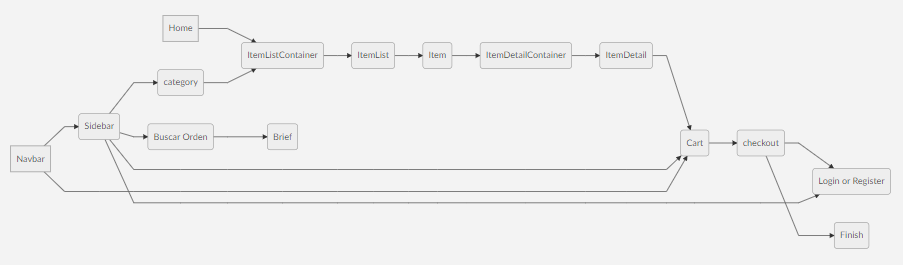 Home
ItemListContainer
ItemList
Item
ItemDetailContainer
ItemDetail
category
Sidebar
Buscar Orden
Brief
Navbar
Cart
checkout
Login or Register
Finish